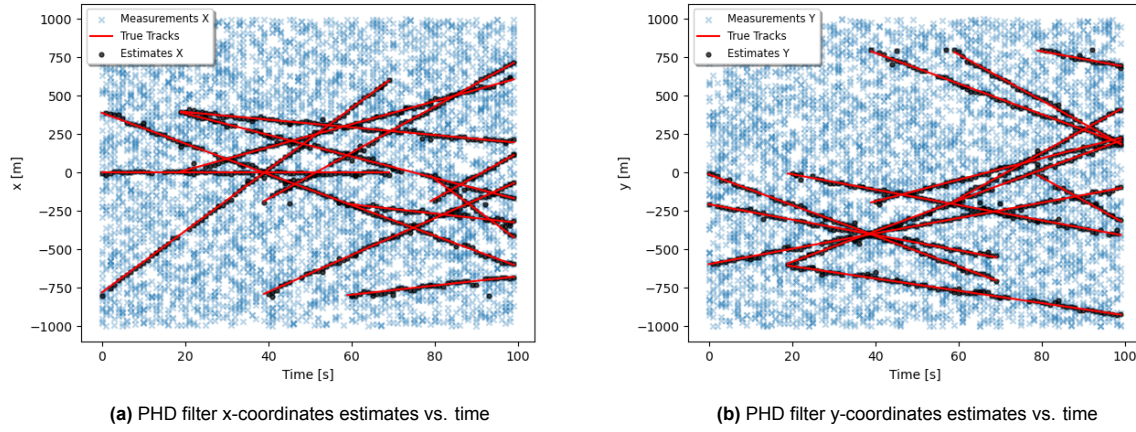 Measurements X
True Tracks
Estimates X
1000
750
500
250
0
−250
−500
−750
−1000
x [m]
0 20 40 60 80 100
Time [s]
(a) PHD filter x-coordinates estimates vs. time
Measurements Y
True Tracks
Estimates Y
1000
750
500
250
0
−250
−500
−750
−1000
y [m]
0 20 40 60 80 100
Time [s]
(b) PHD filter y-coordinates estimates vs. time